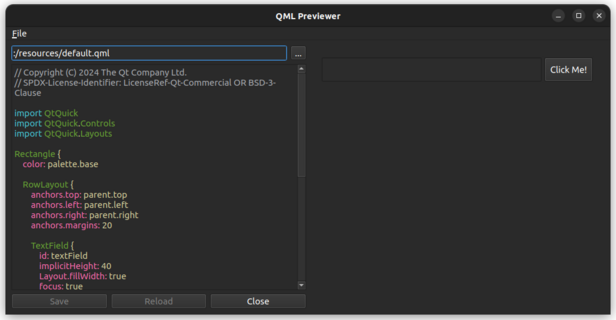 QML Previewer
File
:/resources/default.qml
...
// Copyright (C) 2024 The Qt Company Ltd.
// SPDX-License-Identifier: LicenseRef-Qt-Commercial OR BSD-3-
Clause
import QtQuick
import QtQuick.Controls
import QtQuick.Layouts
Rectangle {
color: palette.base
RowLayout {
anchors.top: parent.top
anchors.left: parent.left
anchors.right: parent.right
anchors.margins: 20
TextField {
id: textField
implicitHeight: 40
Layout.fillWidth: true
focus: true
Save
Reload
Close
Click Me!